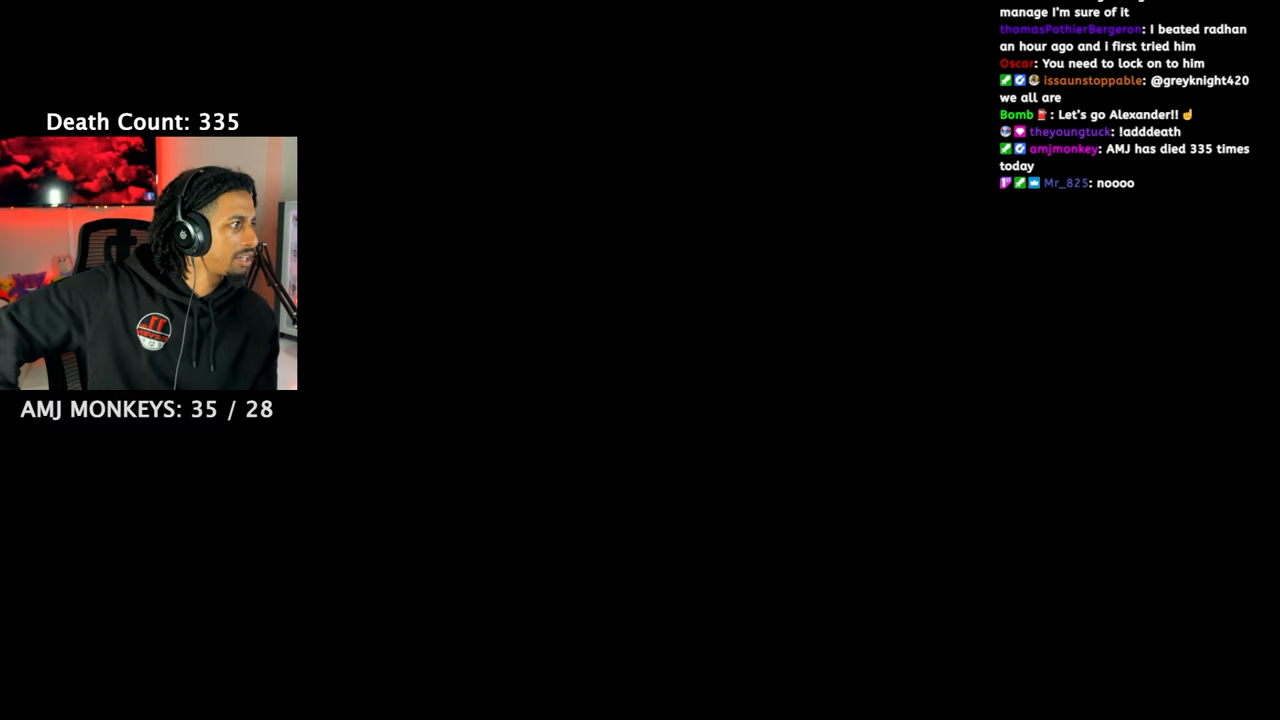 manage I'm sure of it
thomasPothierBergeron: I beated radhan
an hour ago and i first tried him
Oscar: You need to lock on to him
issaunstoppable: @greyknight420
we all are
Bomb: Let's go Alexander!!
theyoungtuck: !adddeath
amjmonkey: AMJ has died 335 times
today
Mr_825: noooo
Death Count: 335
AMJ MONKEYS: 35 / 28